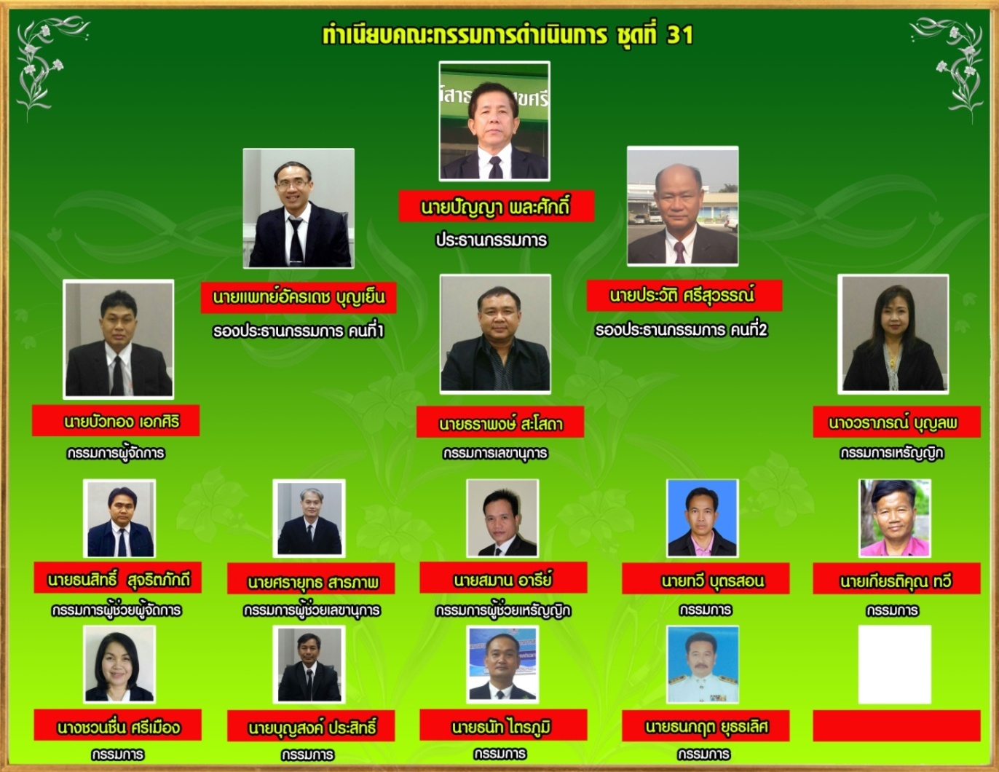 ทำเนียบคณะกรรมการดำเนินการ ชุดที่ 31
นายปัญญา พละศักดิ์
ประธานกรรมการ
นายแพทย์อัครเดช บุญเย็น
รองประธานกรรมการ คนที่1
นายประวัติ ศรีสุวรรณ์
รองประธานกรรมการ คนที่2
นายบัวทอง เอกศิริ
กรรมการผู้จัดการ
นายธราพงษ์ สะโสดา
กรรมการเลขานุการ
นางวราภรณ์ บุญลพ
กรรมการเหรัญญิก
นายธนสิทธิ์ สุจริตภักดี
กรรมการผู้ช่วยผู้จัดการ
นายศรายุทธ สารภาพ
กรรมการผู้ช่วยเลขานุการ
นายสมาน อารีย์
กรรมการผู้ช่วยเหรัญญิก
นายทวี บุตรสอน
กรรมการ
นายเกียรติคุณ ทวี
กรรมการ
นางชวนชื่น ศรีเมือง
กรรมการ
นายบุญสงค์ ประสิทธิ์
กรรมการ
นายธนัท ไตรภูมิ
กรรมการ
นายธนกฤต ยุธธเลิศ
กรรมการ